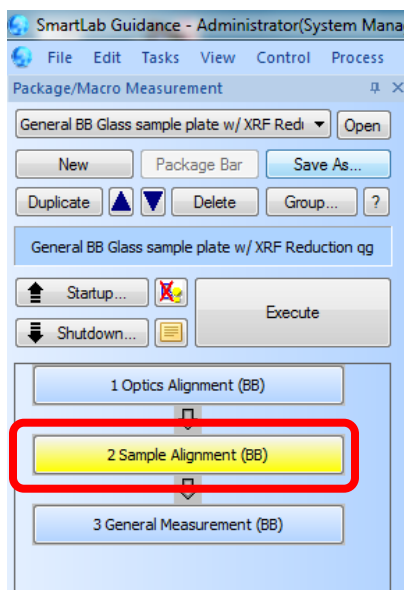 SmartLab Guidance - Administrator(System Mana
File Edit Tasks View Control Process
Package/Macro Measurement
General BB Glass sample plate w/ XRF Redu Open
New Package Bar Save As...
Duplicate Delete Group... ?
General BB Glass sample plate w/ XRF Reduction qg
Startup...
Execute
Shutdown...
1 Optics Alignment (BB)
2 Sample Alignment (BB)
3 General Measurement (BB)